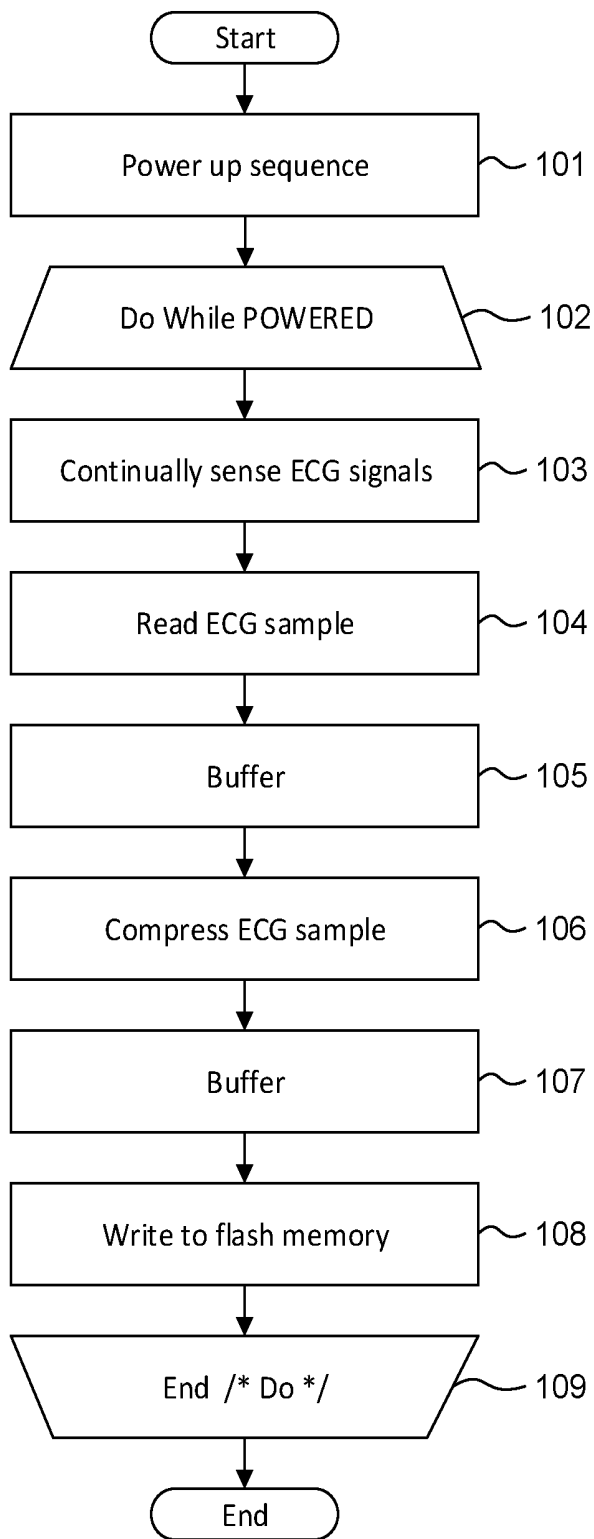 Start
Power up sequence 101
Do While POWERED 102
Continually sense ECG signals 103
Read ECG sample 104
Buffer 105
Compress ECG sample 106
Buffer 107
Write to flash memory 108
End /* Do */ 109
End